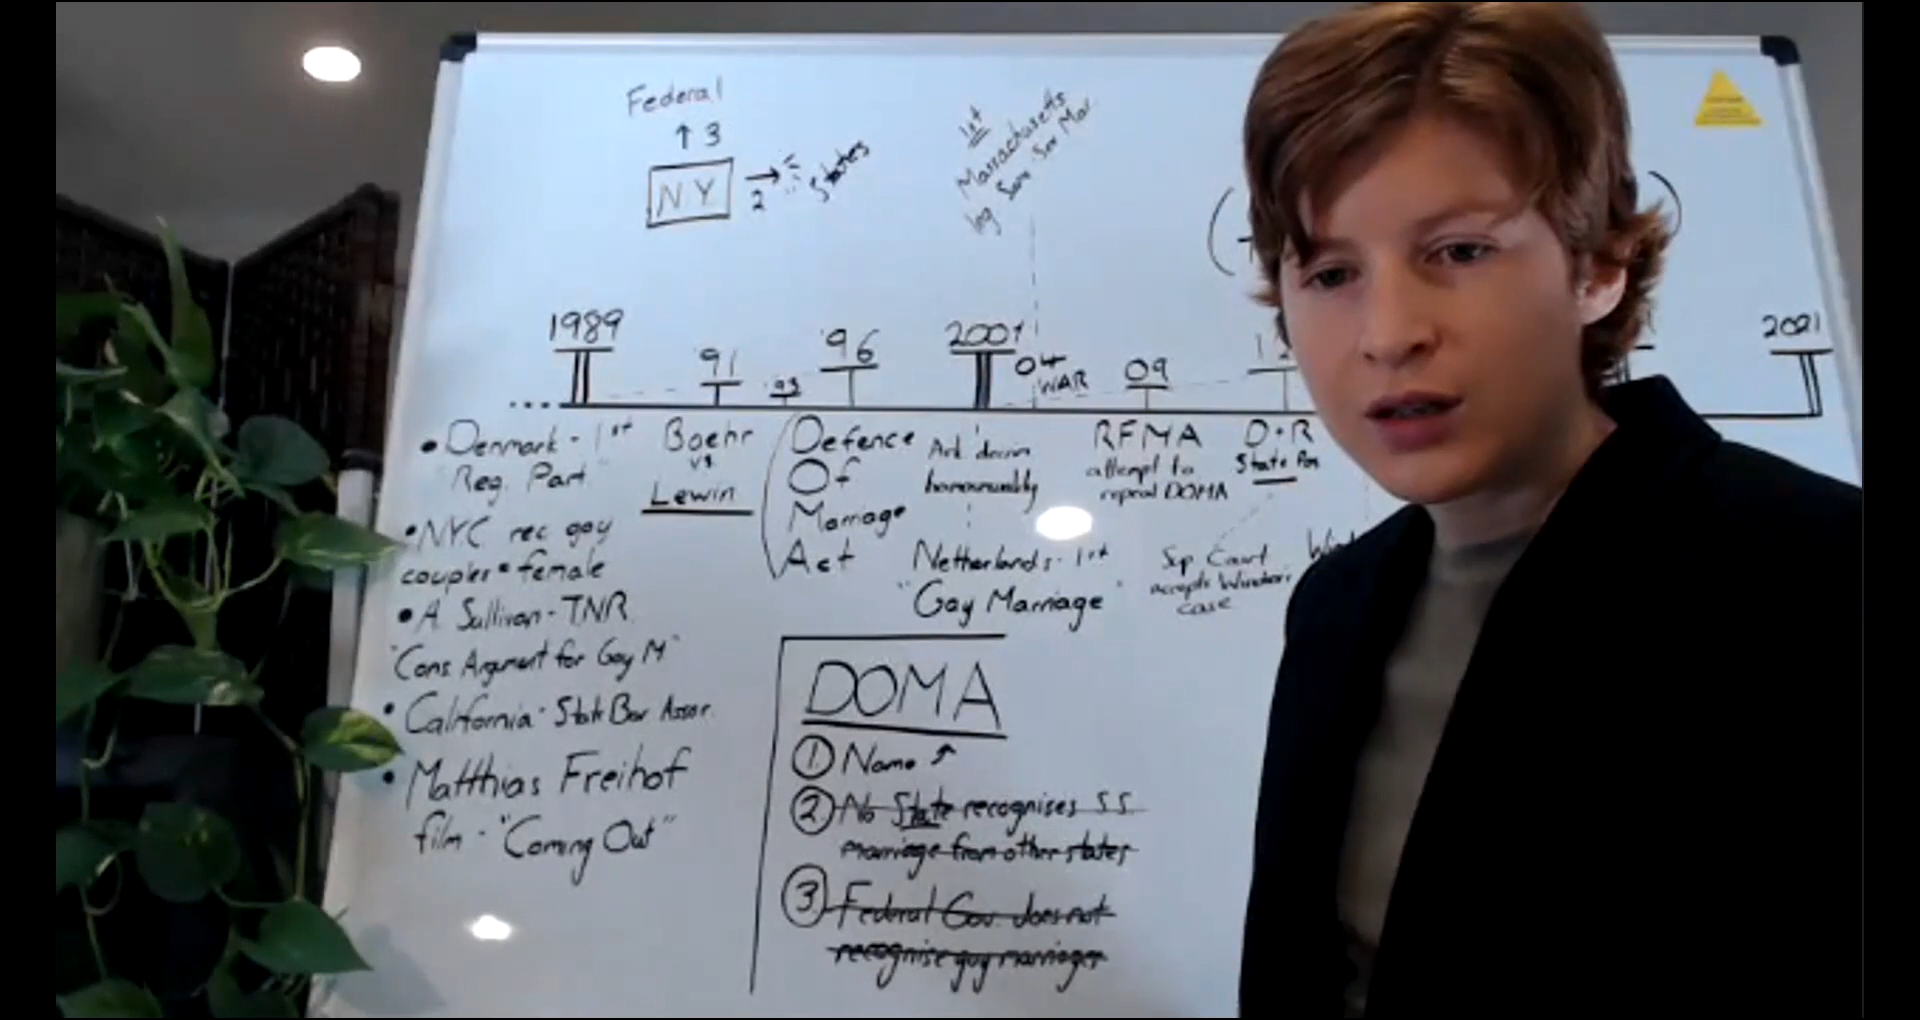 Federal
↑ 3
NY → States
2
1st
Massachusetts
leg Same Sex Mar
1989
91
'93
'96
2001
04
WAR
09
2021
• Denmark - 1st
"Reg. Part."
• NYC rec gay
couples = female
• A. Sullivan - TNR
"Cons. Argument for Gay M"
• California - State Bar Assoc.
• Matthias Freihof
film - "Coming Out"
Baehr
vs.
Lewin
Defence
Of
Marriage
Act
Netherlands - 1st
"Gay Marriage"
RFMA
attempt to
repeal DOMA
D+R
State
Sup Court
accepts Windsor
case
DOMA
① Name ↑
② No State recognises S.S.
marriage from other states
③ Federal Gov. does not
recognise gay marriages